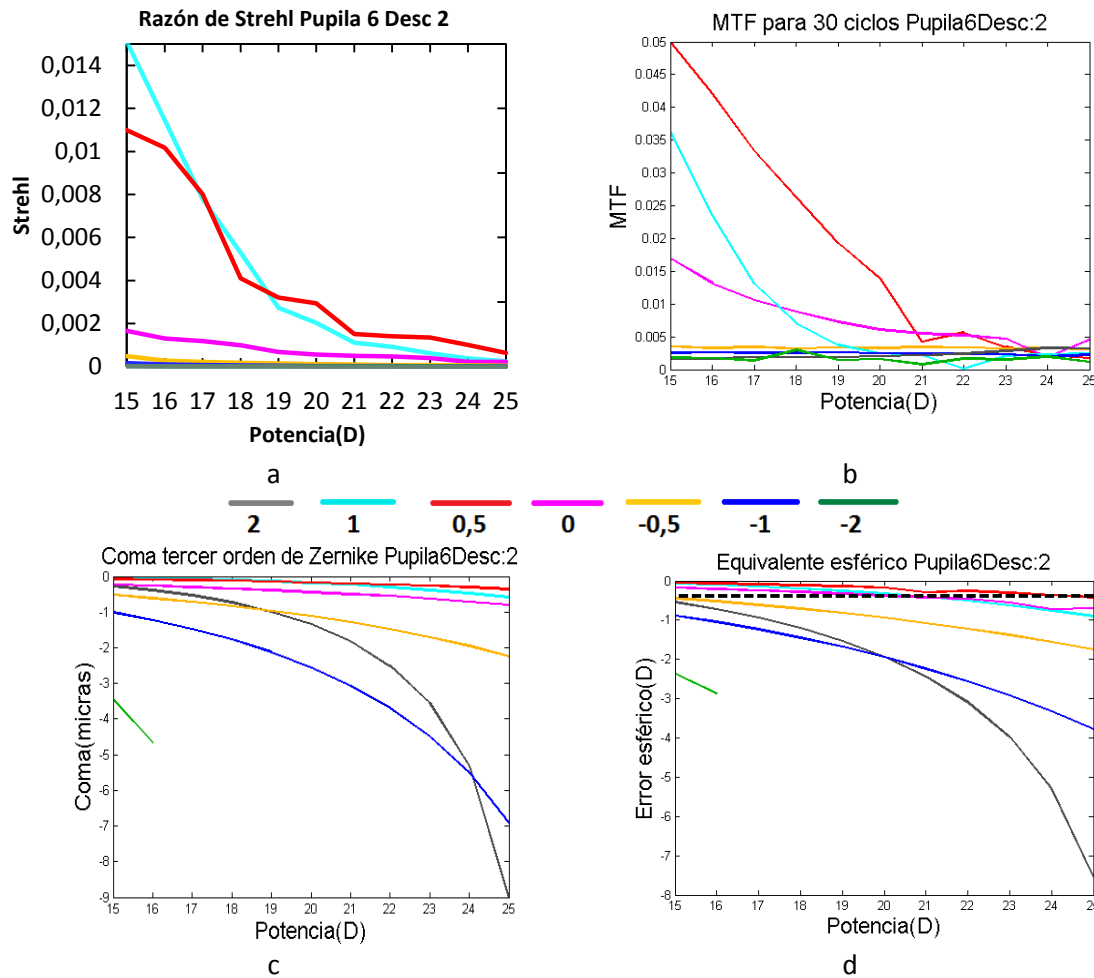 Razón de Strehl Pupila 6 Desc 2
0,014
0,012
0,01
0,008
0,006
0,004
0,002
0
Strehl
15 16 17 18 19 20 21 22 23 24 25
Potencia(D)
a
MTF para 30 ciclos Pupila6Desc:2
0.05
0.045
0.04
0.035
0.03
0.025
0.02
0.015
0.01
0.005
0
MTF
15 16 17 18 19 20 21 22 23 24 25
Potencia(D)
b
2 1 0,5 0 -0,5 -1 -2
Coma tercer orden de Zernike Pupila6Desc:2
0
-1
-2
-3
-4
-5
-6
-7
-8
-9
Coma(micras)
15 16 17 18 19 20 21 22 23 24 25
Potencia(D)
c
Equivalente esférico Pupila6Desc:2
0
-1
-2
-3
-4
-5
-6
-7
-8
Error esférico(D)
15 16 17 18 19 20 21 22 23 24 25
Potencia(D)
d